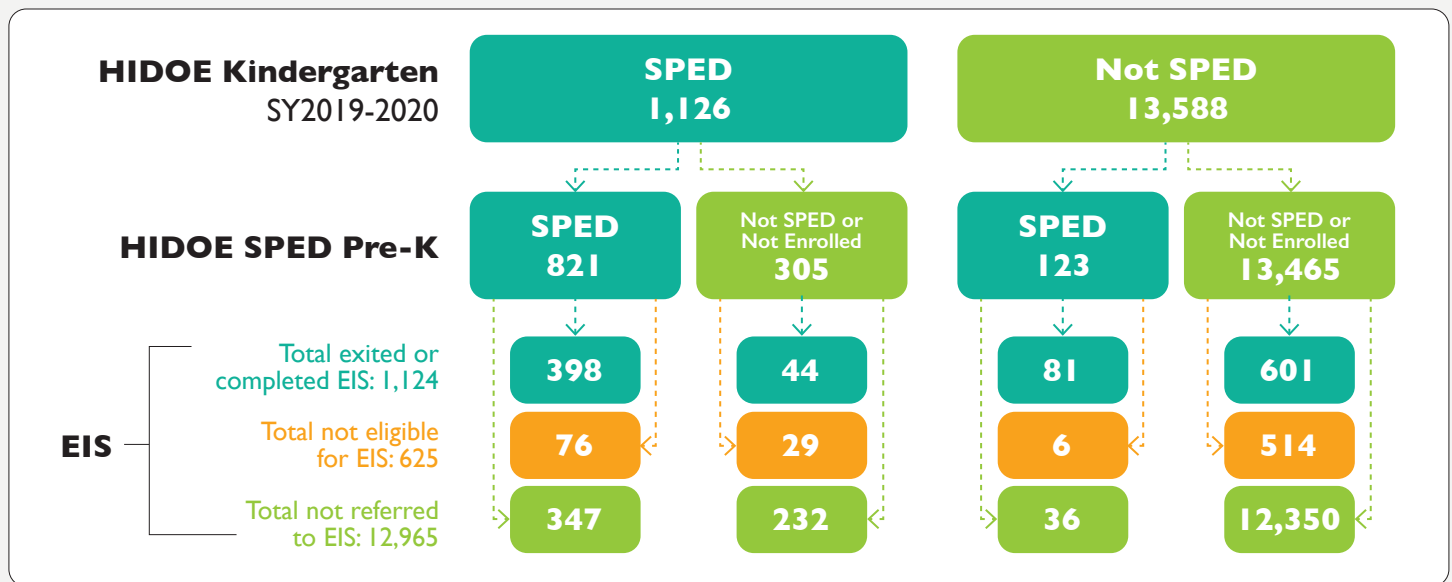 HIDOE Kindergarten
SY2019-2020
SPED
1,126
Not SPED
13,588
HIDOE SPED Pre-K
SPED
821
Not SPED or
Not Enrolled
305
SPED
123
Not SPED or
Not Enrolled
13,465
EIS
Total exited or
completed EIS: 1,124
398
44
81
601
Total not eligible
for EIS: 625
76
29
6
514
Total not referred
to EIS: 12,965
347
232
36
12,350